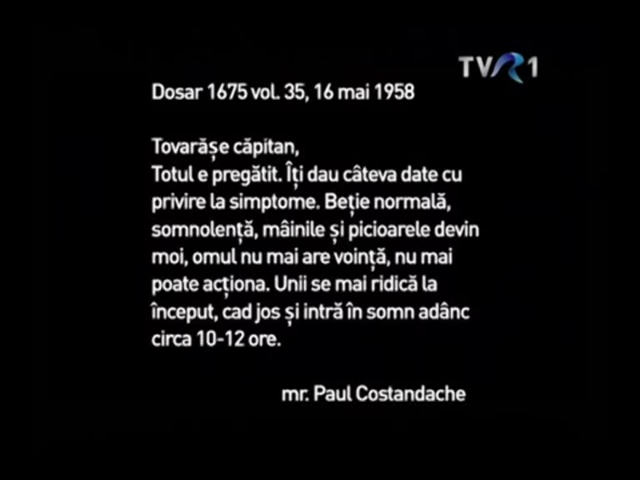 TVR1
Dosar 1675 vol. 35, 16 mai 1958
Tovarășe căpitan,
Totul e pregătit. Îți dau câteva date cu
privire la simptome. Beție normală,
somnolență, mâinile și picioarele devin
moi, omul nu mai are voință, nu mai
poate acționa. Unii se mai ridică la
început, cad jos și intră în somn adânc
circa 10-12 ore.
mr. Paul Costandache